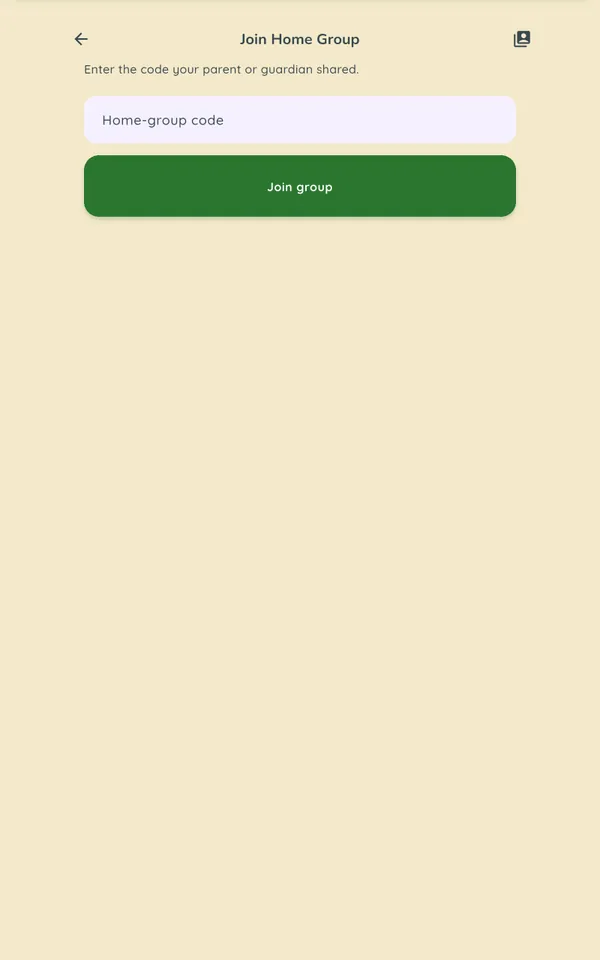 Join Home Group
Enter the code your parent or guardian shared.
Home-group code
Join group